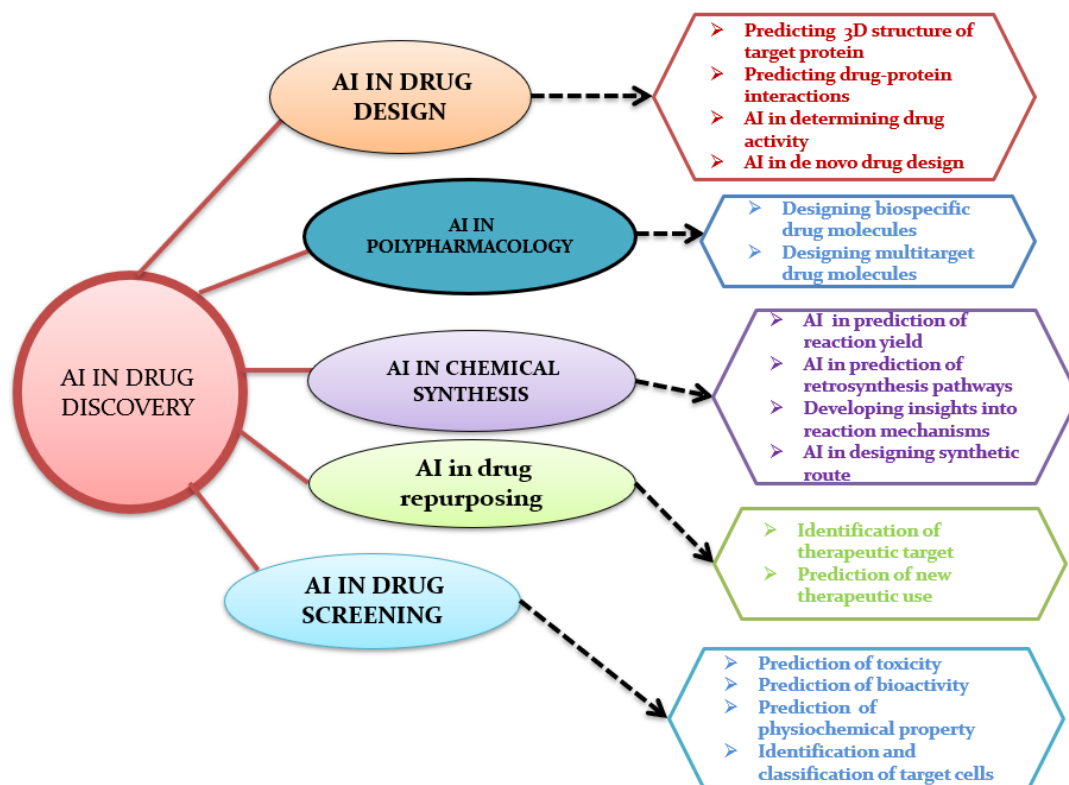 AI IN DRUG
DISCOVERY
AI IN DRUG
DESIGN
➢ Predicting 3D structure of
target protein
➢ Predicting drug-protein
interactions
➢ AI in determining drug
activity
➢ AI in de novo drug design
AI IN
POLYPHARMACOLOGY
➢ Designing biospecific
drug molecules
➢ Designing multitarget
drug molecules
AI IN CHEMICAL
SYNTHESIS
➢ AI in prediction of
reaction yield
➢ AI in prediction of
retrosynthesis pathways
➢ Developing insights into
reaction mechanisms
➢ AI in designing synthetic
route
AI in drug
repurposing
➢ Identification of
therapeutic target
➢ Prediction of new
therapeutic use
AI IN DRUG
SCREENING
➢ Prediction of toxicity
➢ Prediction of bioactivity
➢ Prediction of
physiochemical property
➢ Identification and
classification of target cells